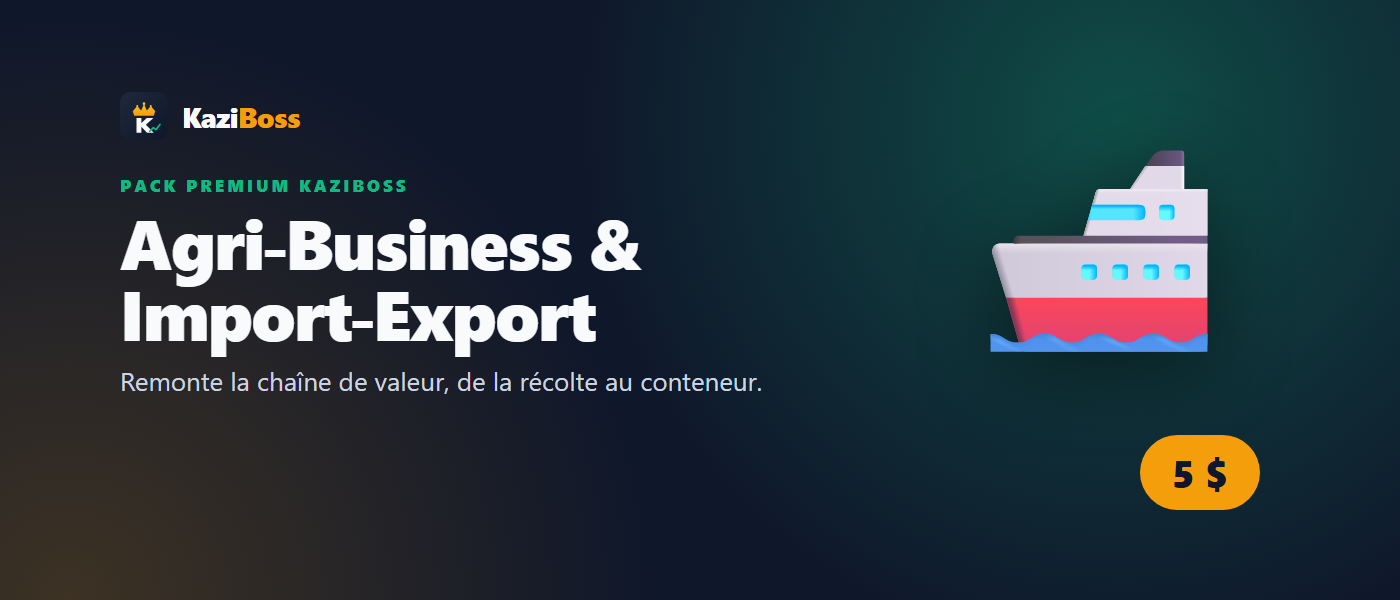 K
KaziBoss
PACK PREMIUM KAZIBOSS
Agri-Business &
Import-Export
Remonte la chaîne de valeur, de la récolte au conteneur.
5 $